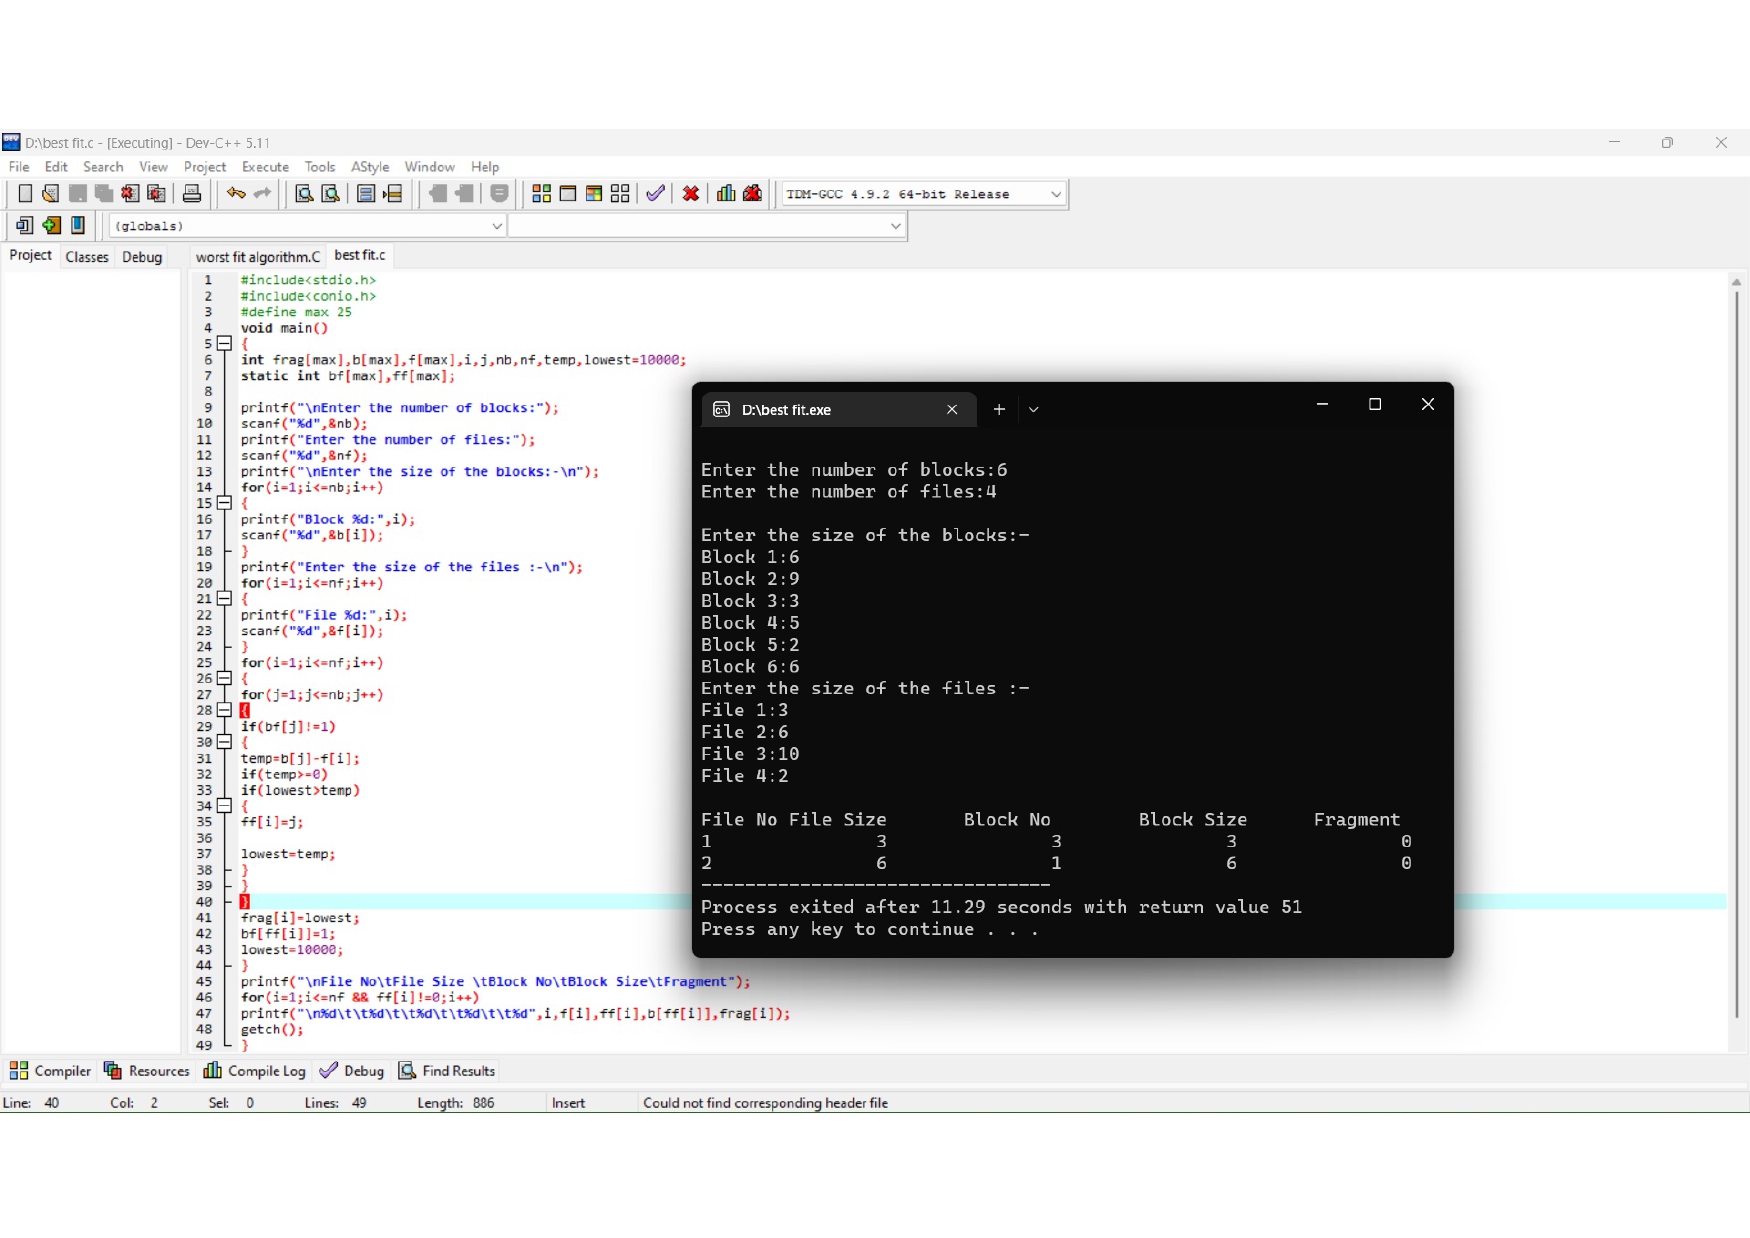 D:\best fit.c - [Executing] - Dev-C++ 5.11
File Edit Search View Project Execute Tools AStyle Window Help
TDM-GCC 4.9.2 64-bit Release
(globals)
Project Classes Debug worst fit algorithm.C best fit.c
1 #include<stdio.h>
2 #include<conio.h>
3 #define max 25
4 void main()
5 {
6 int frag[max],b[max],f[max],i,j,nb,nf,temp,lowest=10000;
7 static int bf[max],ff[max];
8
9 printf("\nEnter the number of blocks:");
10 scanf("%d",&nb);
11 printf("Enter the number of files:");
12 scanf("%d",&nf);
13 printf("\nEnter the size of the blocks:-\n");
14 for(i=1;i<=nb;i++)
15 {
16 printf("Block %d:",i);
17 scanf("%d",&b[i]);
18 }
19 printf("Enter the size of the files :-\n");
20 for(i=1;i<=nf;i++)
21 {
22 printf("File %d:",i);
23 scanf("%d",&f[i]);
24 }
25 for(i=1;i<=nf;i++)
26 {
27 for(j=1;j<=nb;j++)
28 {
29 if(bf[j]!=1)
30 {
31 temp=b[j]-f[i];
32 if(temp>=0)
33 if(lowest>temp)
34 {
35 ff[i]=j;
36
37 lowest=temp;
38 }
39 }
40 }
41 frag[i]=lowest;
42 bf[ff[i]]=1;
43 lowest=10000;
44 }
45 printf("\nFile No\tFile Size \tBlock No\tBlock Size\tFragment");
46 for(i=1;i<=nf && ff[i]!=0;i++)
47 printf("\n%d\t\t%d\t\t%d\t\t%d\t\t%d",i,f[i],ff[i],b[ff[i]],frag[i]);
48 getch();
49 }
D:\best fit.exe
Enter the number of blocks:6
Enter the number of files:4
Enter the size of the blocks:-
Block 1:6
Block 2:9
Block 3:3
Block 4:5
Block 5:2
Block 6:6
Enter the size of the files :-
File 1:3
File 2:6
File 3:10
File 4:2
File No File Size Block No Block Size Fragment
1 3 3 3 0
2 6 1 6 0
--------------------------------
Process exited after 11.29 seconds with return value 51
Press any key to continue . . .
Compiler Resources Compile Log Debug Find Results
Line: 40 Col: 2 Sel: 0 Lines: 49 Length: 886 Insert Could not find corresponding header file